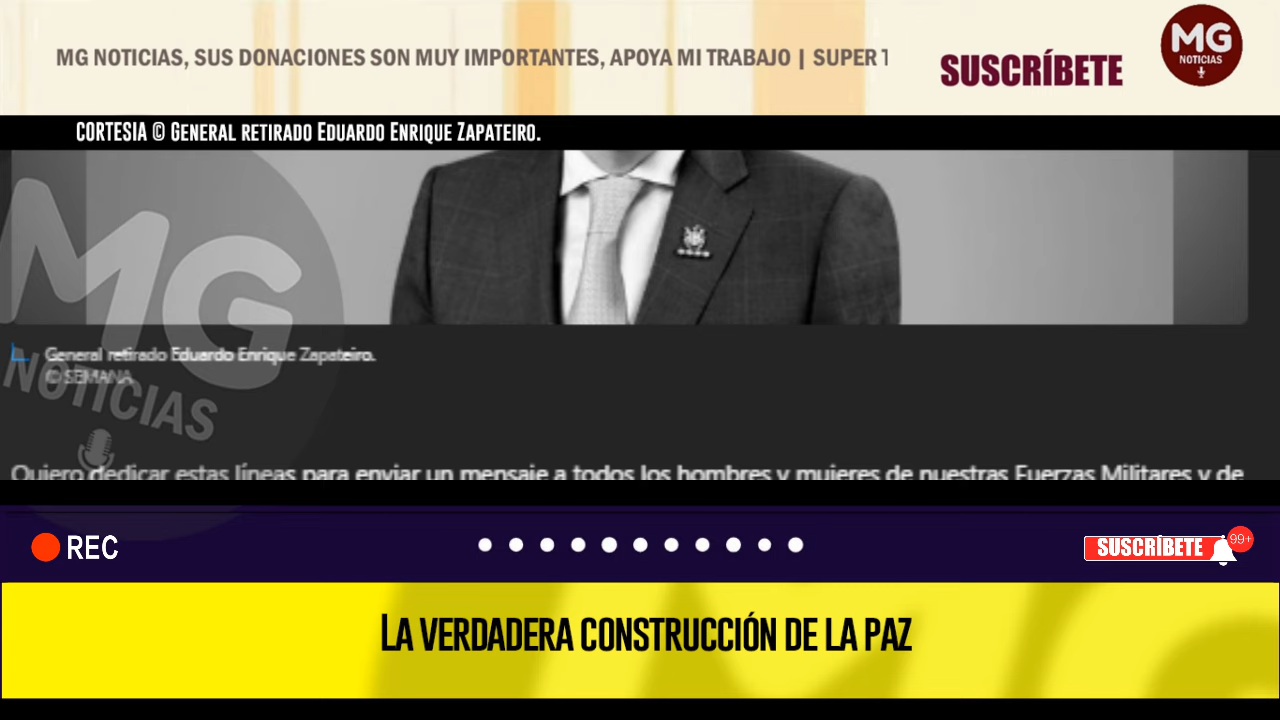 MG NOTICIAS, SUS DONACIONES SON MUY IMPORTANTES, APOYA MI TRABAJO | SUPER T
SUSCRÍBETE
MG
NOTICIAS
CORTESIA © GENERAL RETIRADO EDUARDO ENRIQUE ZAPATEIRO.
MG
NOTICIAS
General retirado Eduardo Enrique Zapateiro.
© SEMANA
Quiero dedicar estas líneas para enviar un mensaje a todos los hombres y mujeres de nuestras Fuerzas Militares y de
REC
SUSCRÍBETE
99+
LA VERDADERA CONSTRUCCIÓN DE LA PAZ